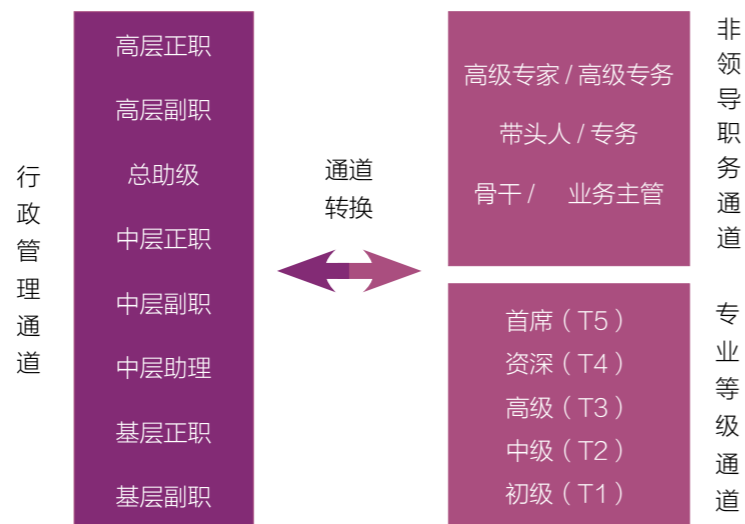 行政管理通道
高层正职
高层副职
总助级
中层正职
中层副职
中层助理
基层正职
基层副职
通道
转换
高级专家 / 高级专务
带头人 / 专务
骨干 / 业务主管
非领导职务通道
首席（T5）
资深（T4）
高级（T3）
中级（T2）
初级（T1）
专业等级通道